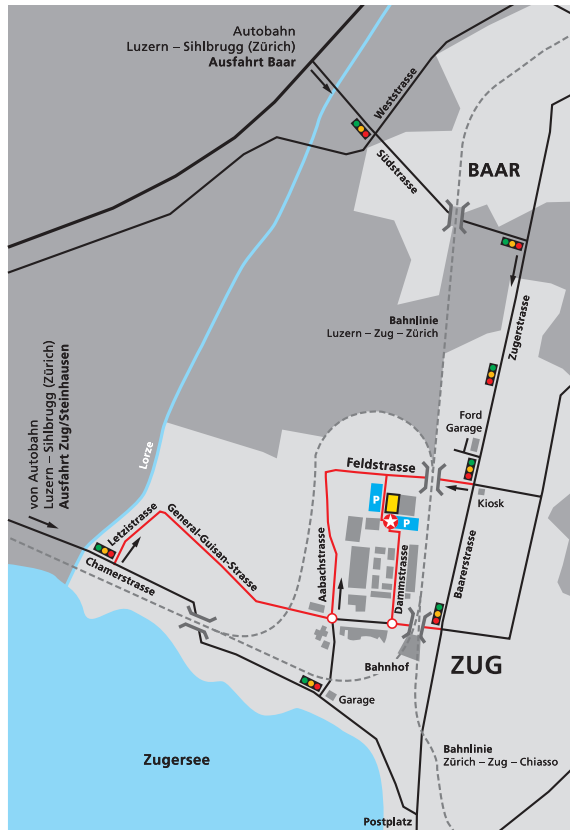 Autobahn
Luzern – Sihlbrugg (Zürich)
Ausfahrt Baar
Weststrasse
Südstrasse
BAAR
Bahnlinie
Luzern – Zug – Zürich
Zugerstrasse
von Autobahn
Luzern – Sihlbrugg (Zürich)
Ausfahrt Zug/Steinhausen
Lorze
Ford
Garage
Feldstrasse
P
P
Kiosk
Letzistrasse
General-Guisan-Strasse
Chamerstrasse
Aabachstrasse
Dammstrasse
Baarerstrasse
Bahnhof
ZUG
Garage
Zugersee
Bahnlinie
Zürich – Zug – Chiasso
Postplatz